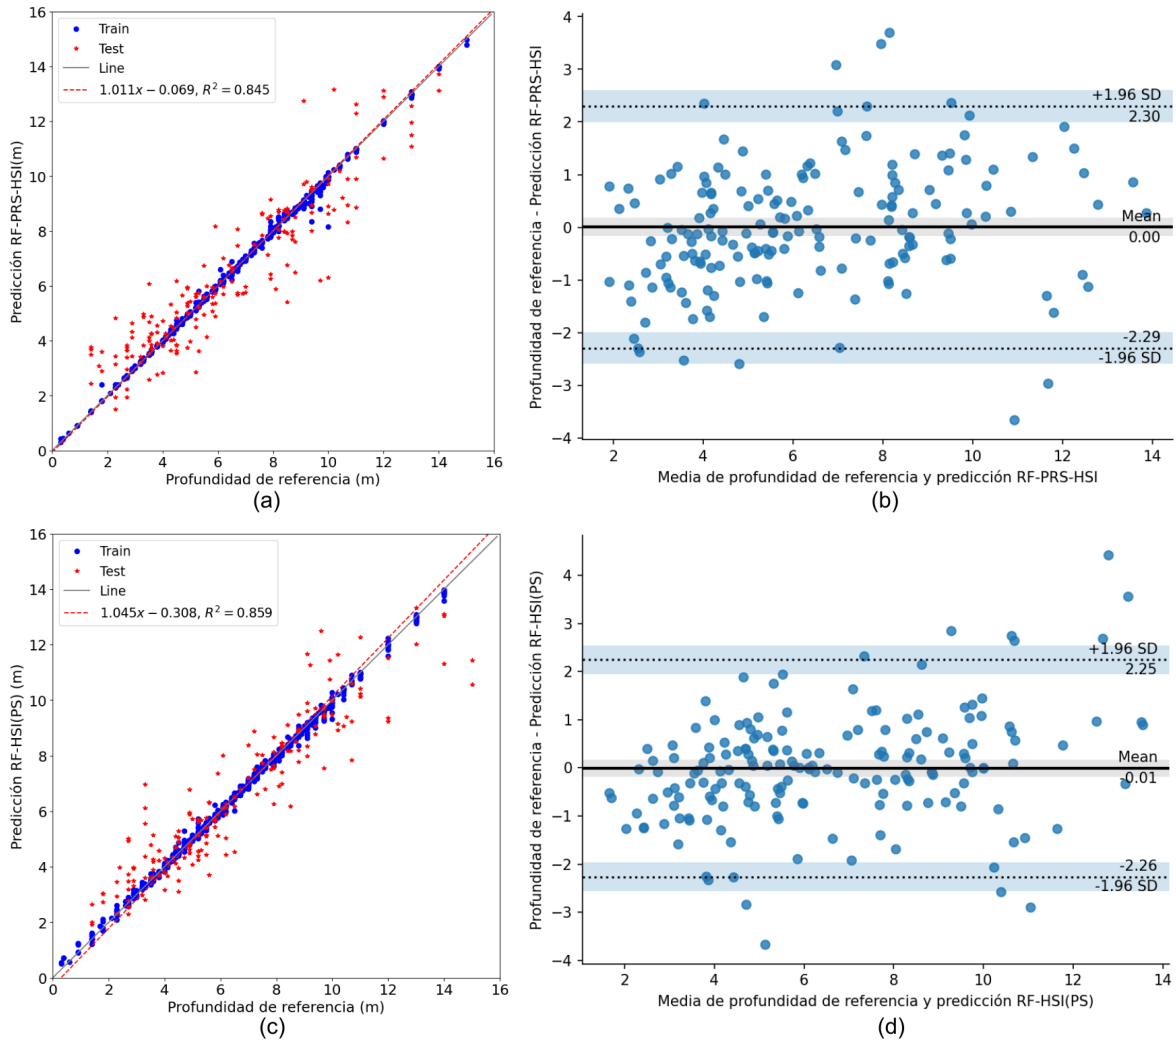 16
14
12
10
8
6
4
2
0
Predicción RF-PRS-HSI(m)
Train
Test
Line
1.011x − 0.069, R² = 0.845
0 2 4 6 8 10 12 14 16
Profundidad de referencia (m)
(a)
4
3
2
1
0
−1
−2
−3
−4
Profundidad de referencia - Predicción RF-PRS-HSI
+1.96 SD
2.30
Mean
0.00
-2.29
-1.96 SD
2 4 6 8 10 12 14
Media de profundidad de referencia y predicción RF-PRS-HSI
(b)
16
14
12
10
8
6
4
2
0
Predicción RF-HSI(PS) (m)
Train
Test
Line
1.045x − 0.308, R² = 0.859
0 2 4 6 8 10 12 14 16
Profundidad de referencia (m)
(c)
4
3
2
1
0
−1
−2
−3
−4
Profundidad de referencia - Predicción RF-HSI(PS)
+1.96 SD
2.25
Mean
-0.01
-2.26
-1.96 SD
2 4 6 8 10 12 14
Media de profundidad de referencia y predicción RF-HSI(PS)
(d)